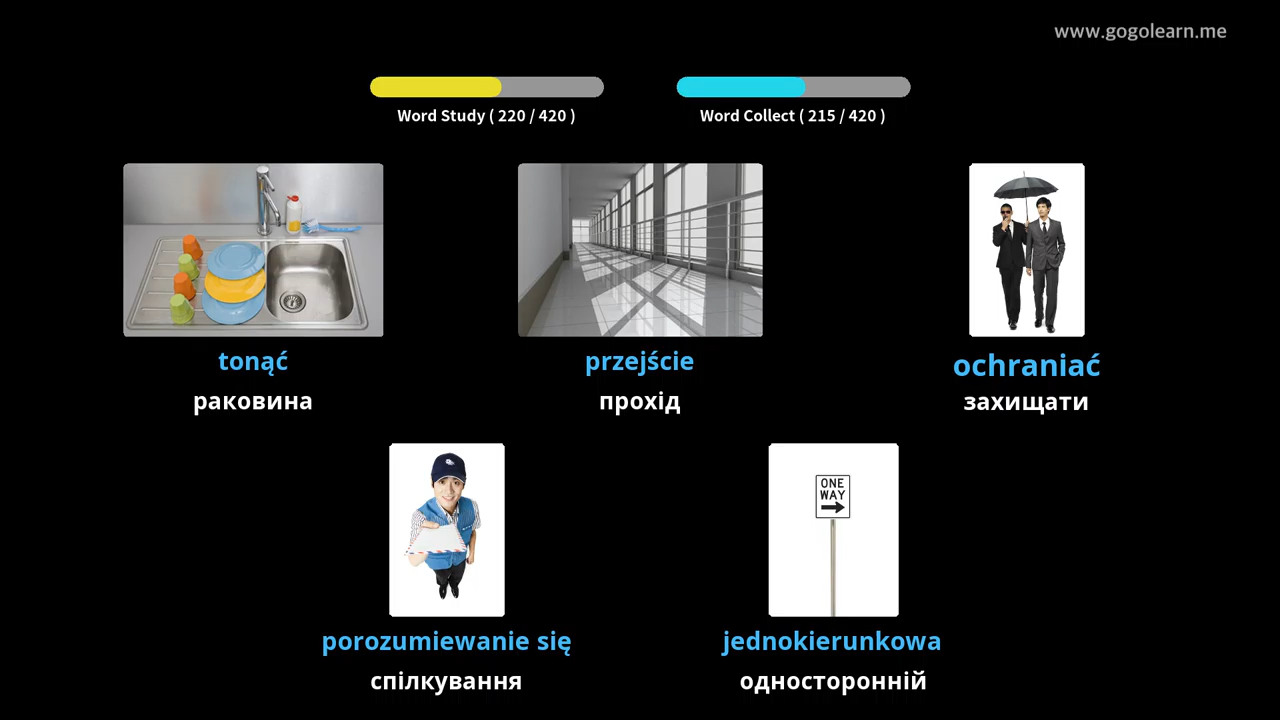 www.gogolearn.me
Word Study ( 220 / 420 )
Word Collect ( 215 / 420 )
tonąć
раковина
przejście
прохід
ochraniać
захищати
ONE
WAY
porozumiewanie się
спілкування
jednokierunkowa
односторонній